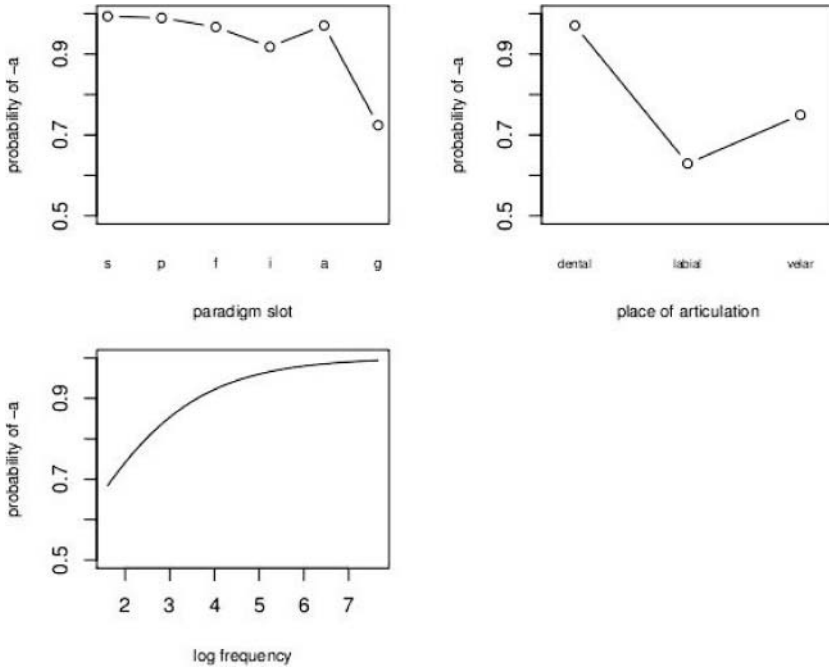 probability of –a
0.9
0.7
0.5
s p f i a g
paradigm slot
probability of –a
0.9
0.7
0.5
dental labial velar
place of articulation
probability of –a
0.9
0.7
0.5
2 3 4 5 6 7
log frequency